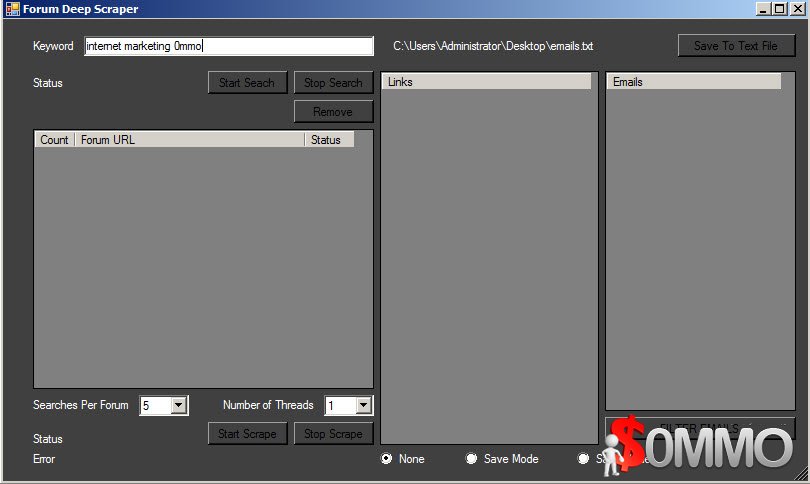 Forum Deep Scraper
Keyword
internet marketing 0mmo
C:\Users\Administrator\Desktop\emails.txt
Save To Text File
Status
Start Seach
Stop Search
Remove
Count
Forum URL
Status
Links
Emails
Searches Per Forum
5
Number of Threads
1
Status
Start Scrape
Stop Scrape
Error
None
Save Mode
FILTER EMAILS
$0MMO